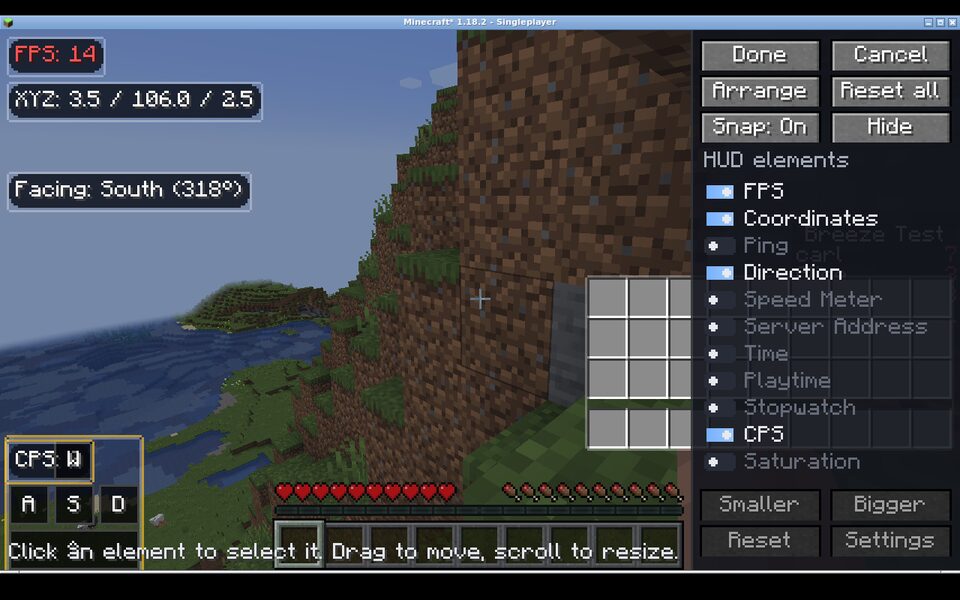 Minecraft* 1.18.2 - Singleplayer
FPS: 14
XYZ: 3.5 / 106.0 / 2.5
Facing: South (318°)
Done
Cancel
Arrange
Reset all
Snap: On
Hide
HUD elements
FPS
Coordinates
Ping
Breeze Test
carl
Direction
Speed Meter
Server Address
Time
Playtime
Stopwatch
CPS
Saturation
Smaller
Bigger
Reset
Settings
CPS W
A S D
Click an element to select it. Drag to move, scroll to resize.